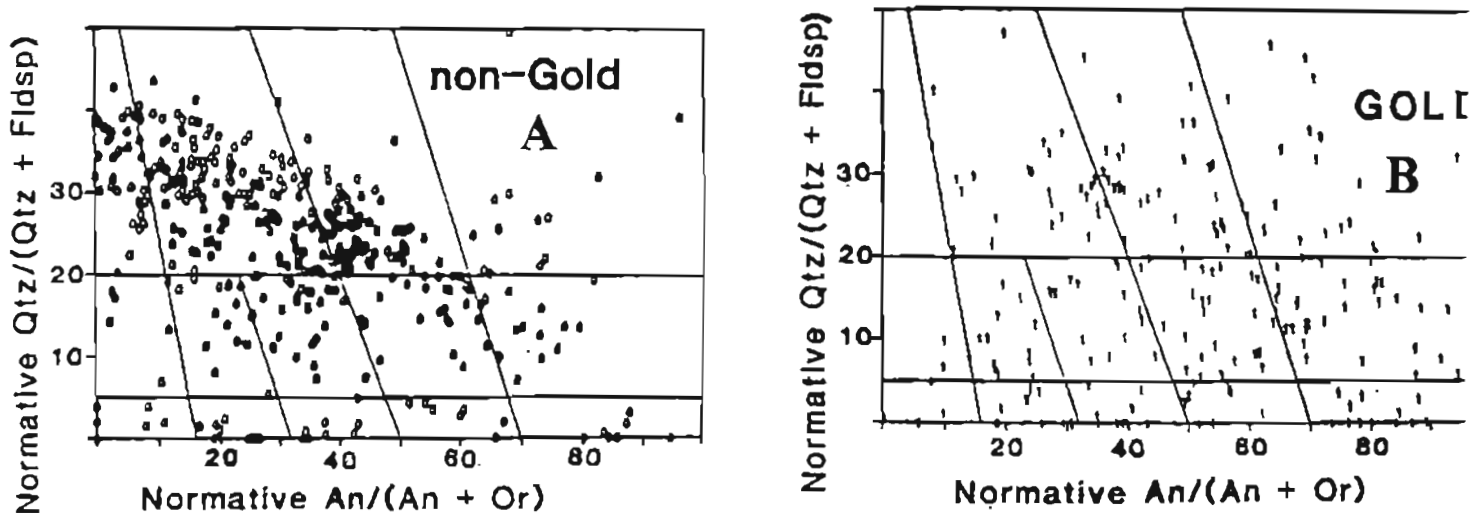 Normative Qtz/(Qtz + Fldsp)
non-Gold
A
30
20
10
20
40
60
80
Normative An/(An + Or)
Normative Qtz/(Qtz + Fldsp)
GOL
B
30
20
10
20
40
60
80
Normative An/(An + Or)